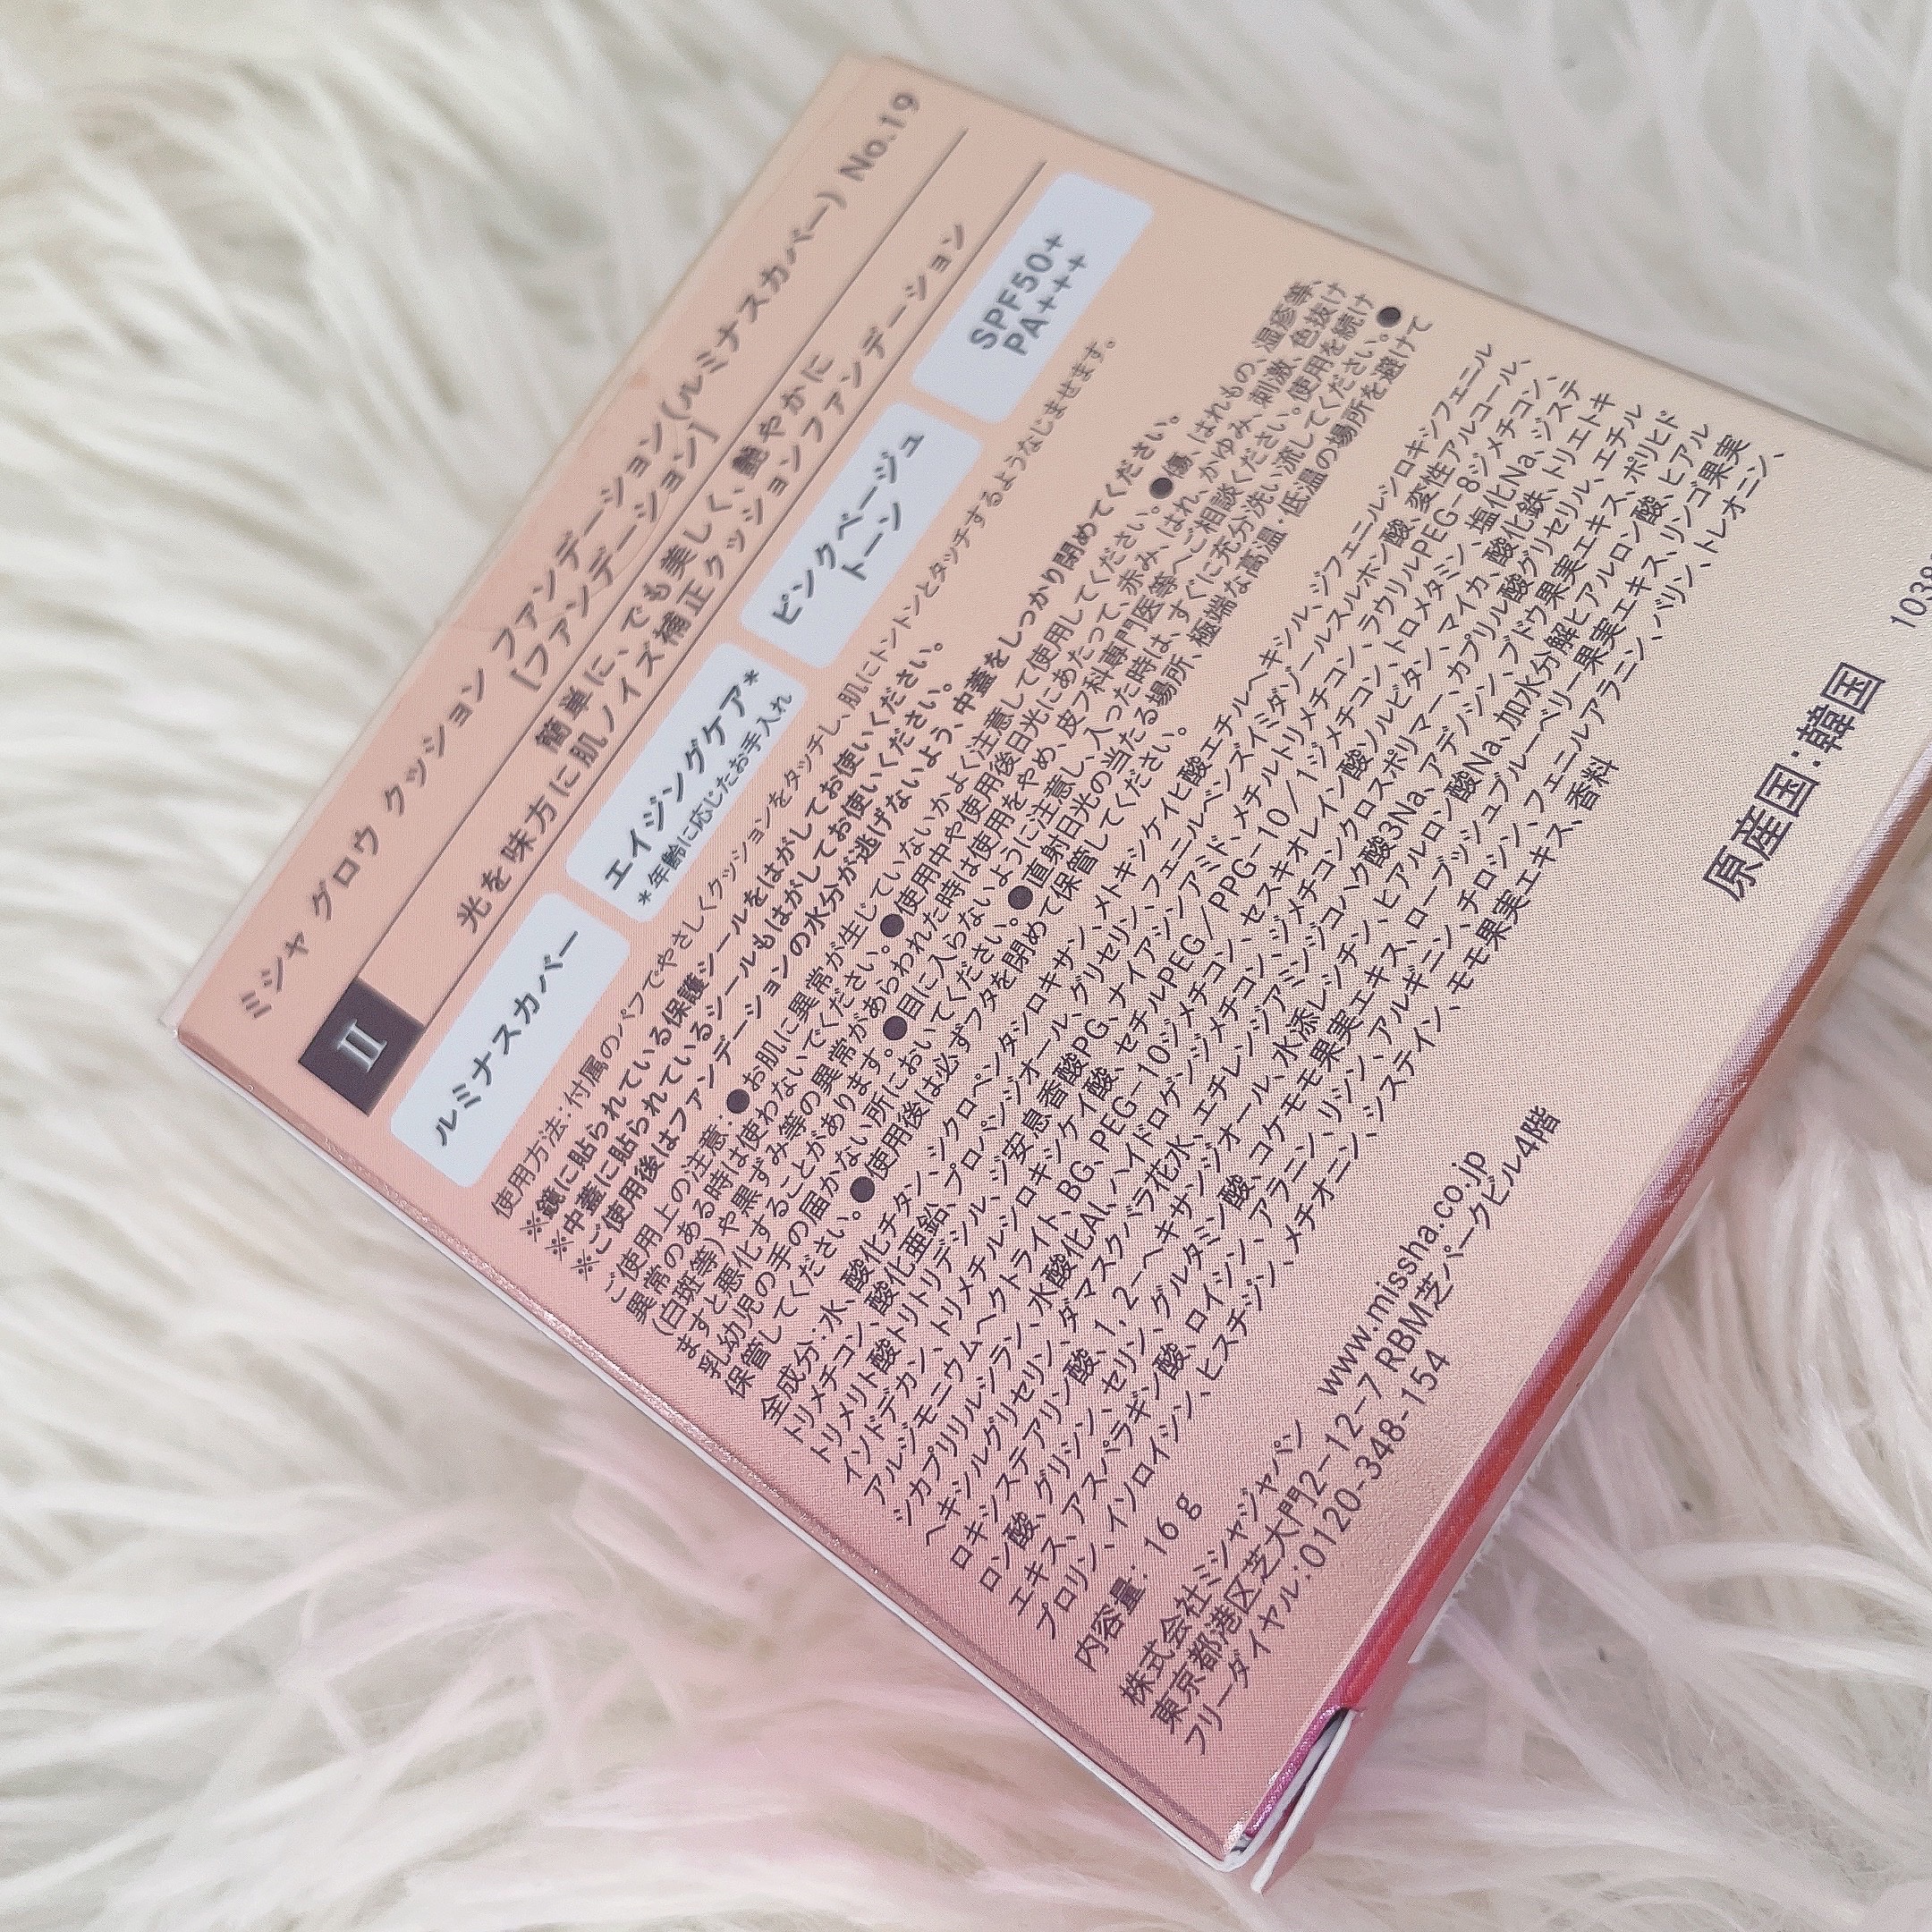 ミシャ グロウ クッション ファンデーション(ルミナスカバー) No.19
[ファンデーション]
II
簡単に、でも美しく、艶やかに
光を味方に肌ノイズ補正クッションファンデーション
ルミナスカバー
エイジングケア*
*年齢に応じたお手入れ
ピンクベージュ
トーン
SPF50+
PA+++
使用方法:付属のパフでやさしくクッションをタッチし、肌にトントンとタッチするようなじませます。
※鏡に貼られている保護シールをはがしてお使いください。
※中蓋に貼られているシールもはがしてお使いください。
※ご使用後はファンデーションの水分が逃げないよう、中蓋をしっかり閉めてください。
ご使用上の注意:●お肌に異常が生じていないかよく注意して使用してください。●傷、はれもの、湿疹等、
異常のある時は使わないでください。●使用中や使用後日光にあたって、赤み、はれ、かゆみ、刺激、色抜け
(白斑等)や黒ずみ等の異常があらわれた時は使用をやめ、皮フ科専門医等へご相談ください。使用を続け
ますと悪化することがあります。●目に入らないように注意し、入った時は、すぐに充分洗い流してください。●
乳幼児の手の届かない所においてください。●直射日光の当たる場所、極端な高温・低温の場所を避けて
保管してください。●使用後は必ずフタを閉めて保管してください。
全成分:水、酸化チタン、シクロペンタシロキサン、メトキシケイヒ酸エチルヘキシル、ジフェニルシロキシフェニル
トリメチコン、酸化亜鉛、プロパンジオール、グリセリン、フェニルベンズイミダゾールスルホン酸、変性アルコール、
トリメリト酸トリトリデシル、ジ安息香酸PG、ナイアシンアミド、メチルトリメチコン、ラウリルPEG-8ジメチコン、
イソドデカン、トリメチルシロキシケイ酸、セチルPEG/PPG-10/1ジメチコン、トロメタミン、塩化Na、ジステ
アルジモニウムヘクトライト、BG、PEG-10ジメチコン、セスキオレイン酸ソルビタン、マイカ、酸化鉄、トリエトキ
シカプリリルシラン、水酸化Al、ハイドロゲンジメチコン、ジメチコンクロスポリマー、カプリル酸グリセリル、エチル
ヘキシルグリセリン、ダマスクバラ花水、エチレンジアミンジコハク酸3Na、アデノシン、ブドウ果実エキス、ポリヒド
ロキシステアリン酸、1,2-ヘキサンジオール、水添レシチン、ヒアルロン酸Na、加水分解ヒアルロン酸、ヒアル
ロン酸、グリシン、セリン、グルタミン酸、コケモモ果実エキス、ローブッシュブルーベリー果実エキス、リンゴ果実
エキス、アスパラギン酸、ロイシン、アラニン、リシン、アルギニン、チロシン、フェニルアラニン、バリン、トレオニン、
プロリン、イソロイシン、ヒスチジン、メチオニン、システイン、モモ果実エキス、香料
内容量: 16 g
株式会社ミシャジャパン www.missha.co.jp
東京都港区芝大門2-12-7 RBM芝パークビル4階
フリーダイヤル:0120-348-154
原産国:韓国